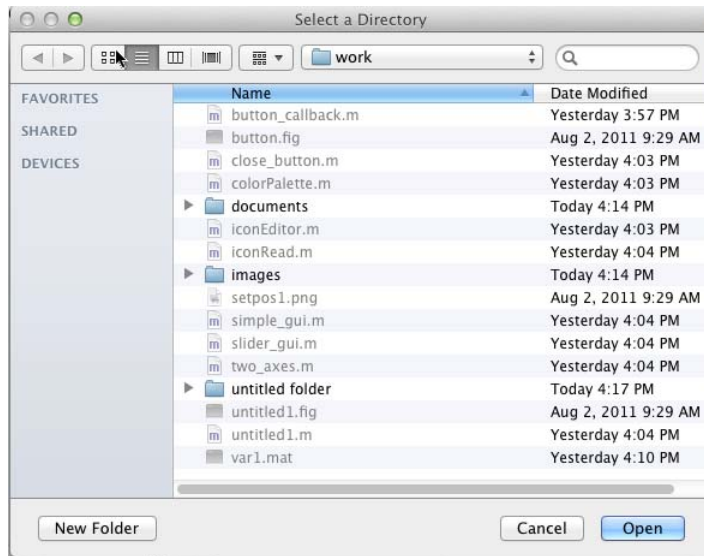 Select a Directory
work
FAVORITES
SHARED
DEVICES
Name Date Modified
button_callback.m Yesterday 3:57 PM
button.fig Aug 2, 2011 9:29 AM
close_button.m Yesterday 4:03 PM
colorPalette.m Yesterday 4:03 PM
documents Today 4:14 PM
iconEditor.m Yesterday 4:03 PM
iconRead.m Yesterday 4:04 PM
images Today 4:14 PM
setpos1.png Aug 2, 2011 9:29 AM
simple_gui.m Yesterday 4:04 PM
slider_gui.m Yesterday 4:04 PM
two_axes.m Yesterday 4:04 PM
untitled folder Today 4:17 PM
untitled1.fig Aug 2, 2011 9:29 AM
untitled1.m Yesterday 4:04 PM
var1.mat Yesterday 4:10 PM
New Folder Cancel Open